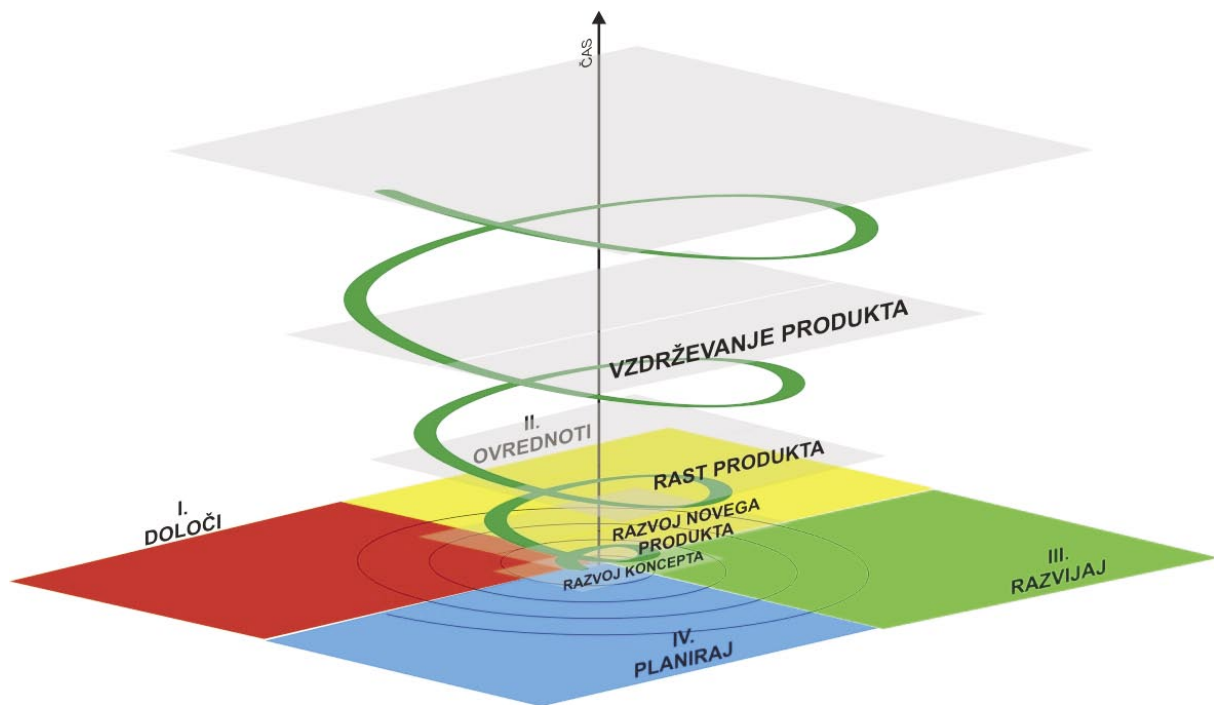 ČAS
VZDRŽEVANJE PRODUKTA
II.
OVREDNOTI
RAST PRODUKTA
I.
DOLOČI
RAZVOJ NOVEGA
PRODUKTA
RAZVOJ KONCEPTA
III.
RAZVIJAJ
IV.
PLANIRAJ